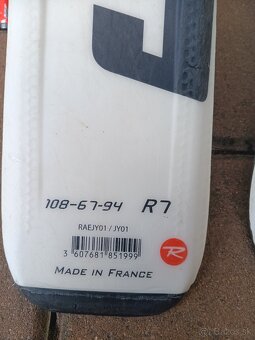 108-67-94 R7
RAEJY01 / JY01
3 607681 851999
R
MADE IN FRANCE